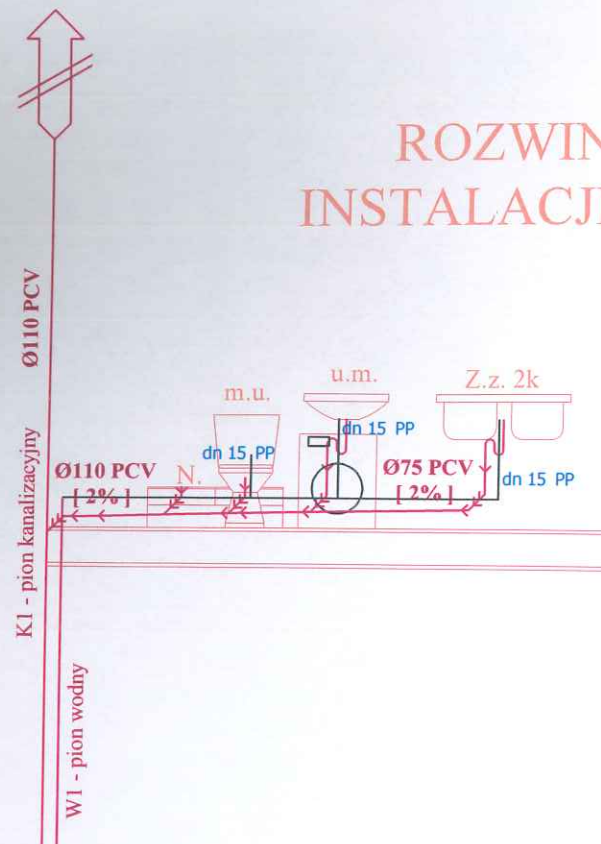 ROZWIN
INSTALACJI
Ø110 PCV
K1 - pion kanalizacyjny
W1 - pion wodny
m.u.
u.m.
Z.z. 2k
dn 15 PP
dn 15 PP
Ø110 PCV
[ 2% ]
N.
Ø75 PCV
[ 2% ]
dn 15 PP